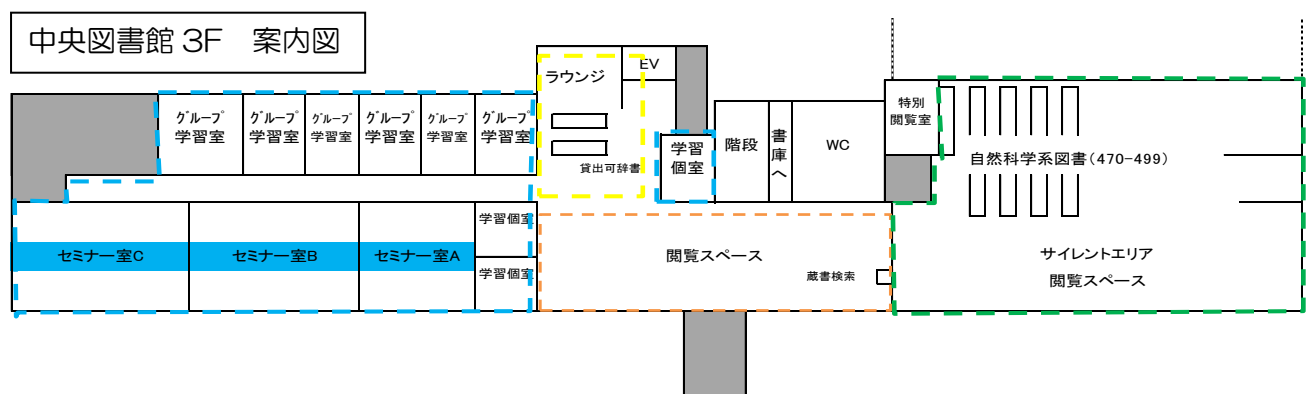 中央図書館 3F　案内図
ラウンジ
EV
グループ
学習室
グループ
学習室
グループ
学習室
グループ
学習室
グループ
学習室
グループ
学習室
貸出可辞書
学習
個室
階段
書
庫
へ
WC
特別
閲覧室
自然科学系図書(470-499)
セミナー室C
セミナー室B
セミナー室A
学習個室
学習個室
閲覧スペース
蔵書検索
サイレントエリア
閲覧スペース